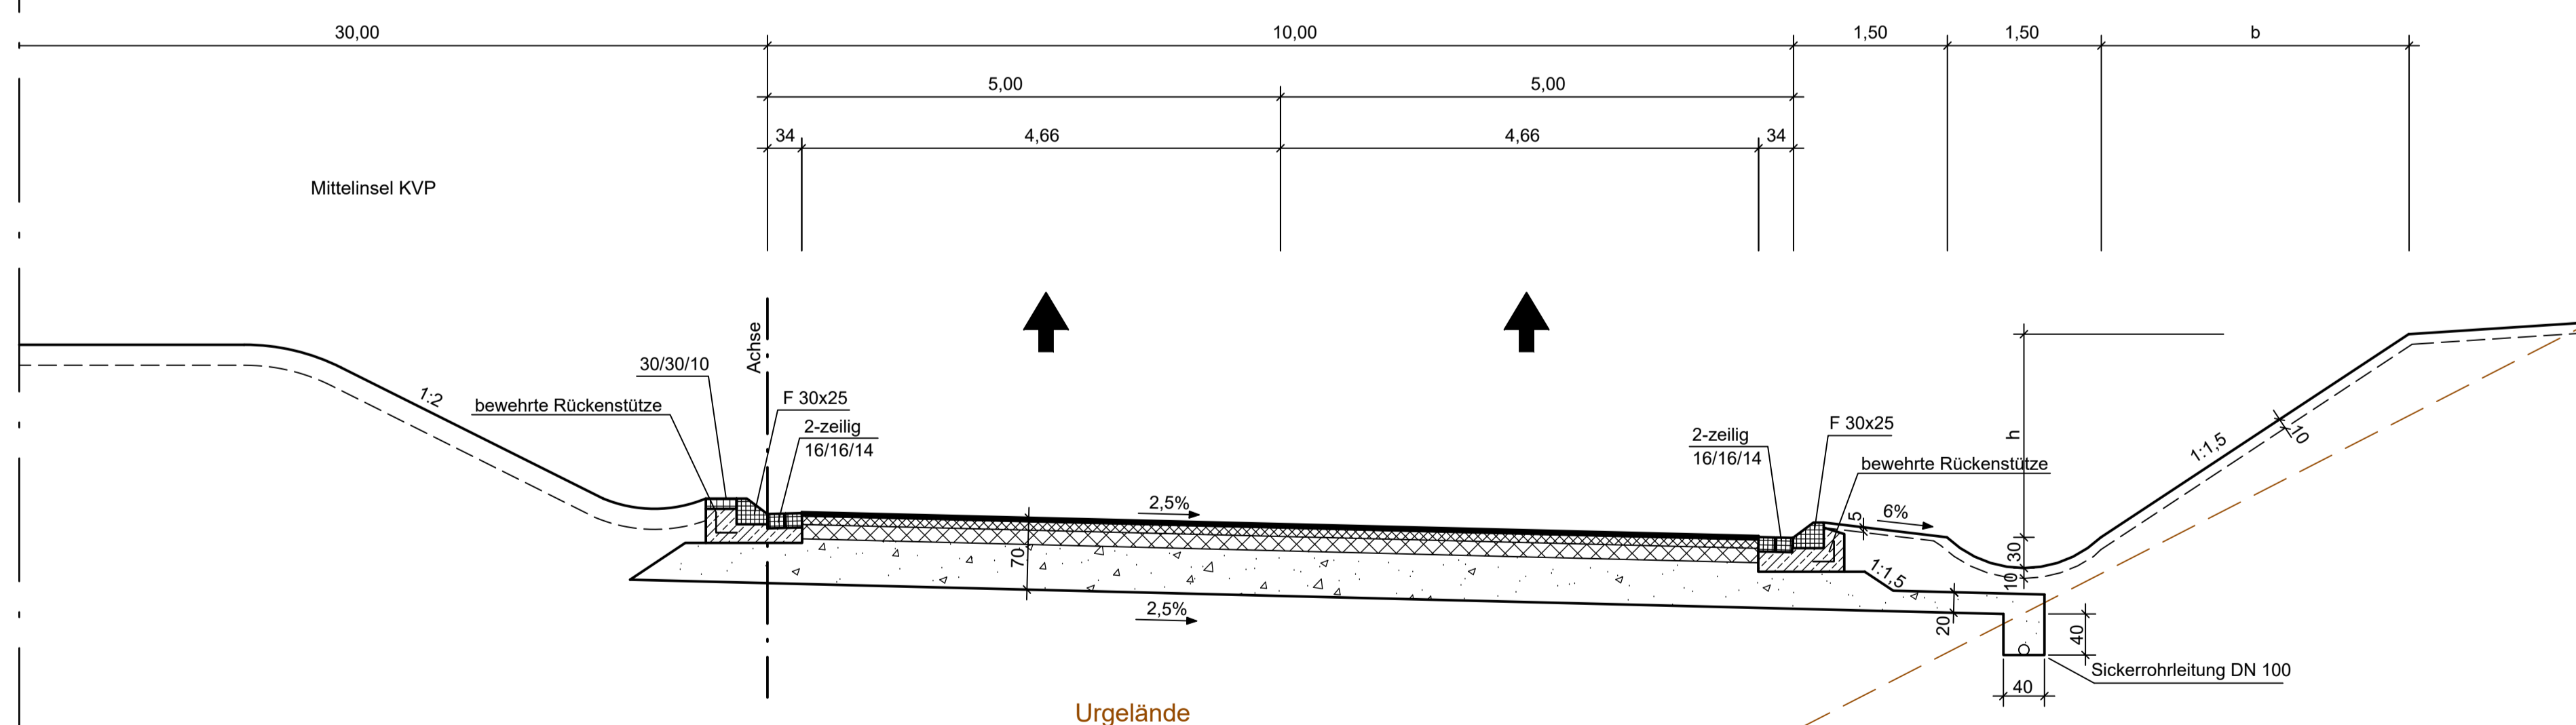 30,00
10,00
1,50
1,50
b
5,00
5,00
34
4,66
4,66
34
Mittelinsel KVP
Achse
30/30/10
bewehrte Rückenstütze
1:2
F 30x25
2-zeilig
16/16/14
2-zeilig
16/16/14
F 30x25
bewehrte Rückenstütze
h
1:1,5
10
2,5%
5
6%
70
30
10
1:1,5
2,5%
20
40
40
Sickerrohrleitung DN 100
Urgelände